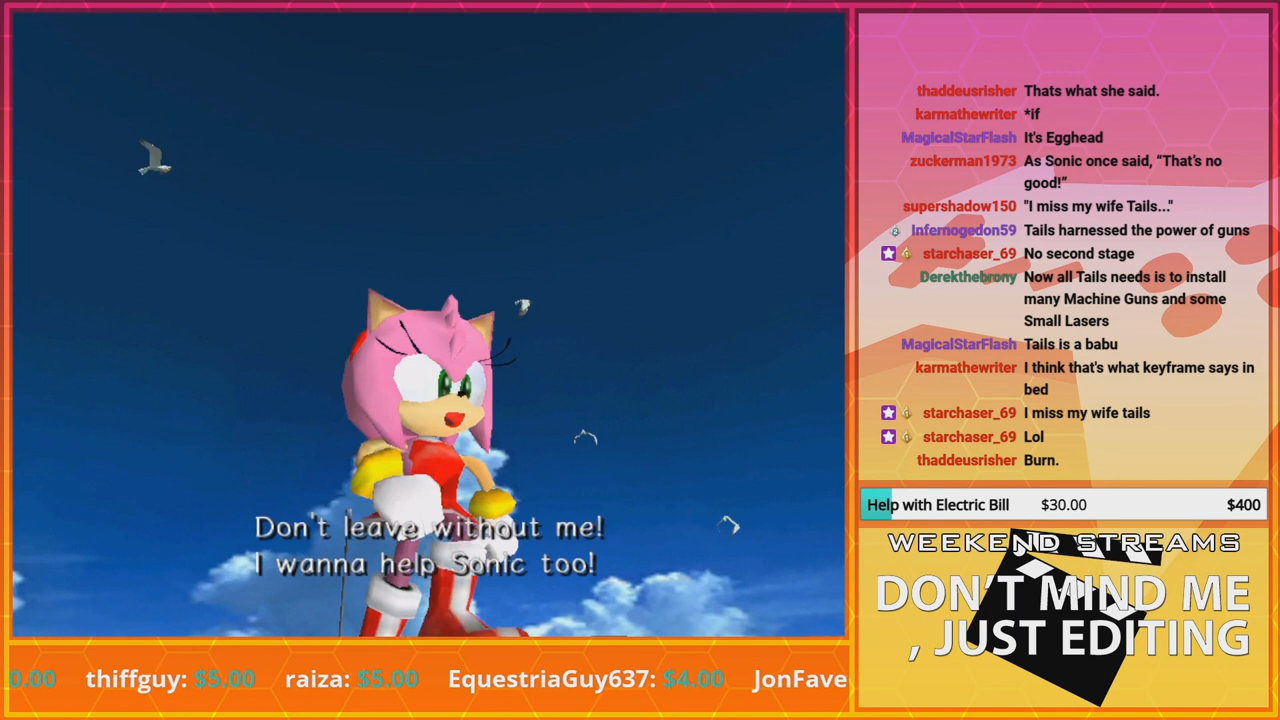 Don't leave without me!
I wanna help Sonic too!
thaddeusrisher Thats what she said.
karmathewriter *if
MagicalStarFlash It's Egghead
zuckerman1973 As Sonic once said, “That’s no
good!”
supershadow150 "I miss my wife Tails..."
Infernogedon59 Tails harnessed the power of guns
starchaser_69 No second stage
Derekthebrony Now all Tails needs is to install
many Machine Guns and some
Small Lasers
MagicalStarFlash Tails is a babu
karmathewriter I think that's what keyframe says in
bed
starchaser_69 I miss my wife tails
starchaser_69 Lol
thaddeusrisher Burn.
Help with Electric Bill $30.00 $400
WEEKEND STREAMS
DON'T MIND ME
, JUST EDITING
0.00 thiffguy: $5.00 raiza: $5.00 EquestriaGuy637: $4.00 JonFave